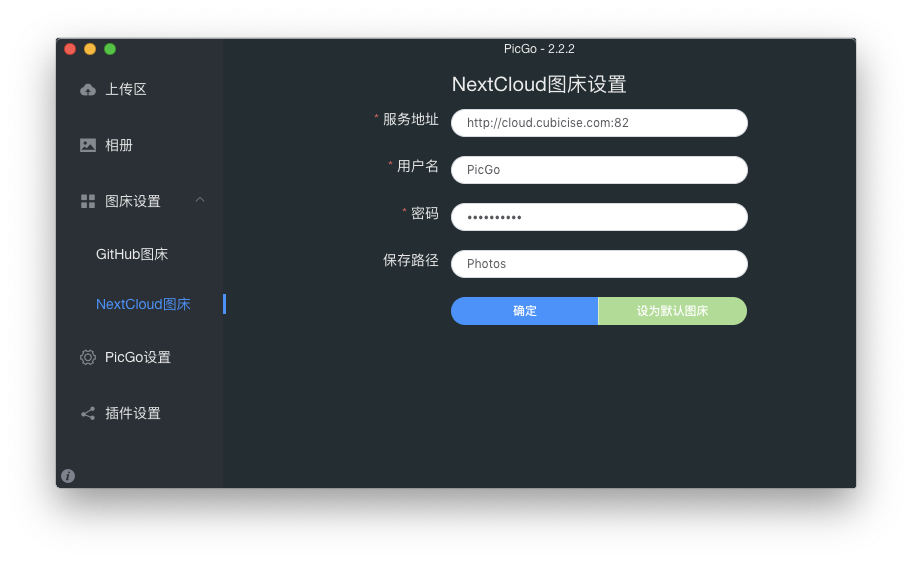 PicGo - 2.2.2
上传区
相册
图床设置
GitHub图床
NextCloud图床
PicGo设置
插件设置
NextCloud图床设置
* 服务地址 http://cloud.cubicise.com:82
* 用户名 PicGo
* 密码 ••••••••••
保存路径 Photos
确定 设为默认图床